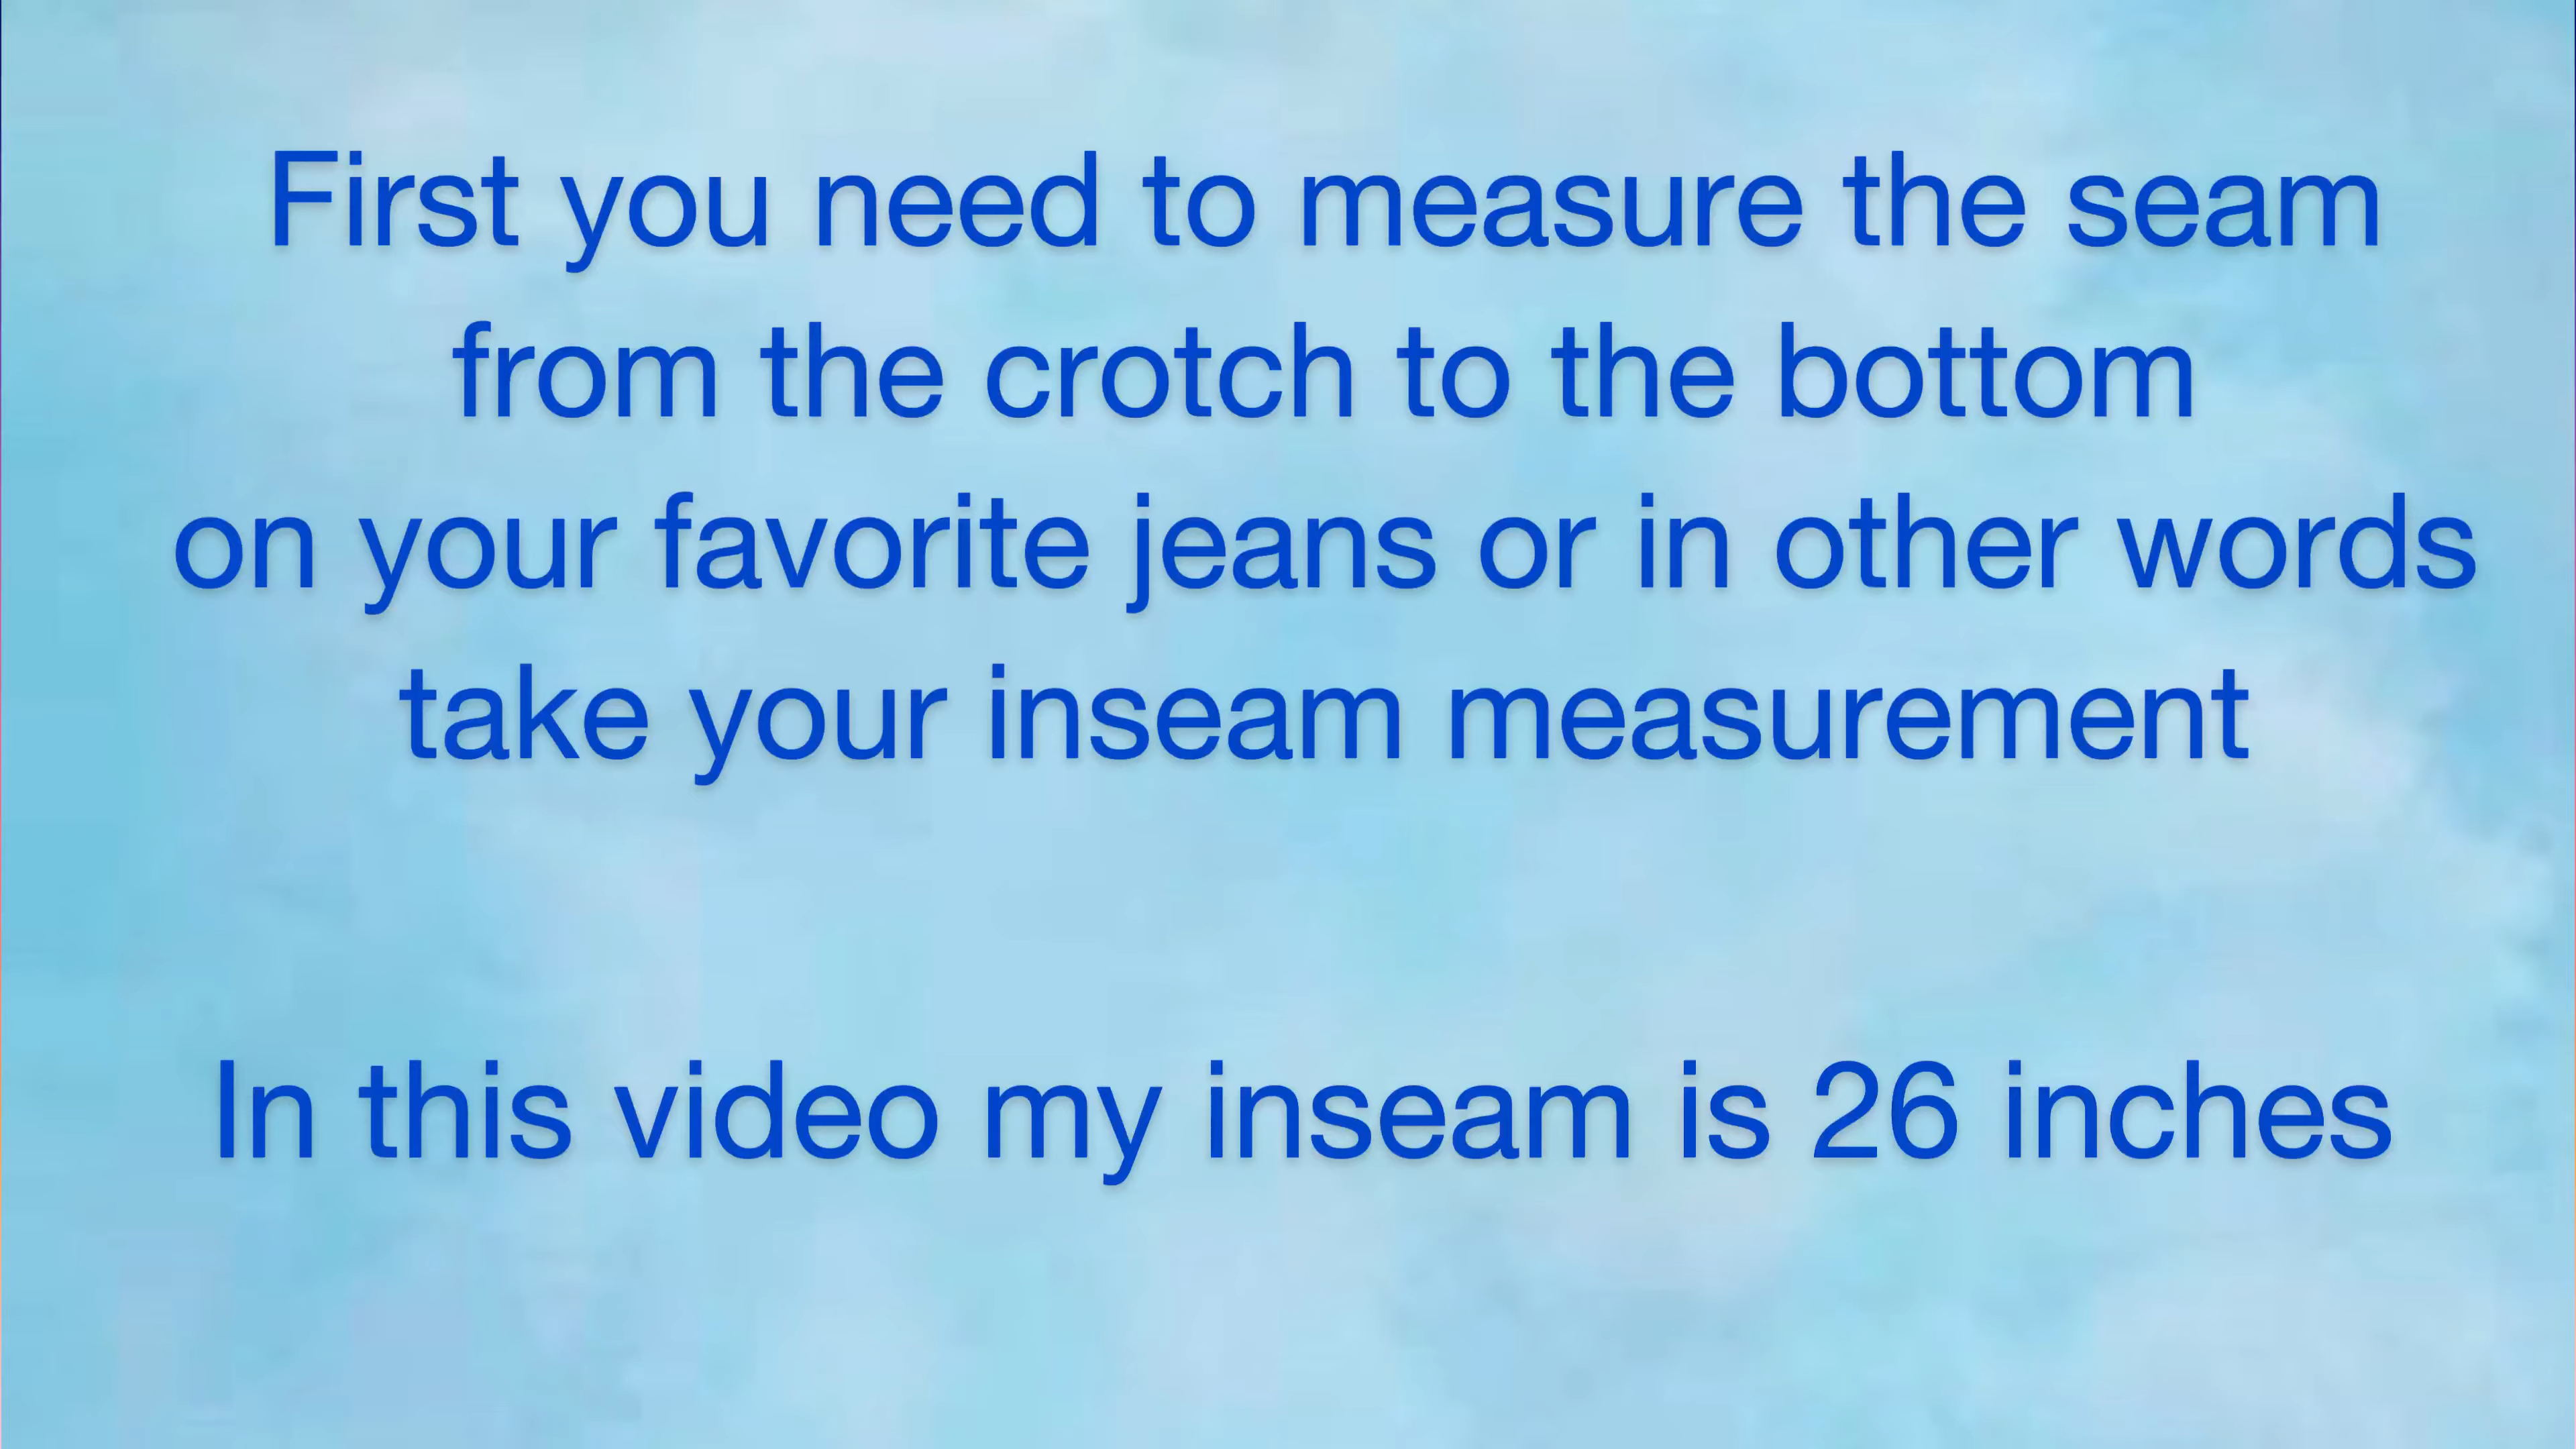 First you need to measure the seam
from the crotch to the bottom
on your favorite jeans or in other words
take your inseam measurement
In this video my inseam is 26 inches